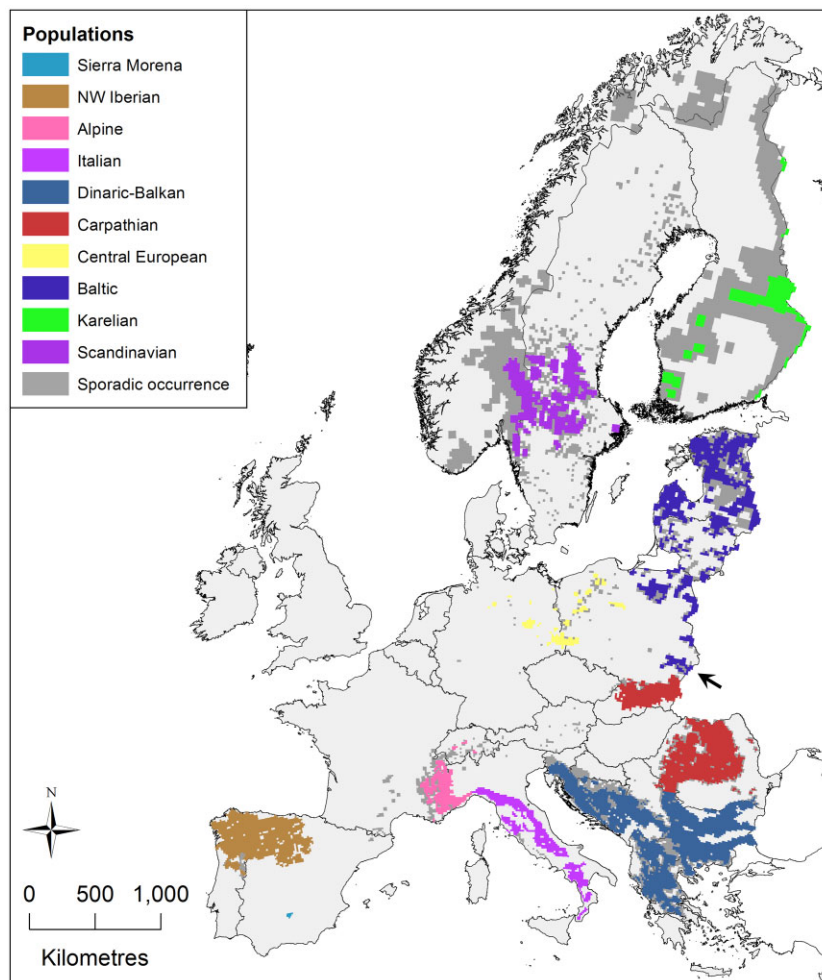 Populations
Sierra Morena
NW Iberian
Alpine
Italian
Dinaric-Balkan
Carpathian
Central European
Baltic
Karelian
Scandinavian
Sporadic occurrence
N
0 500 1,000
Kilometres